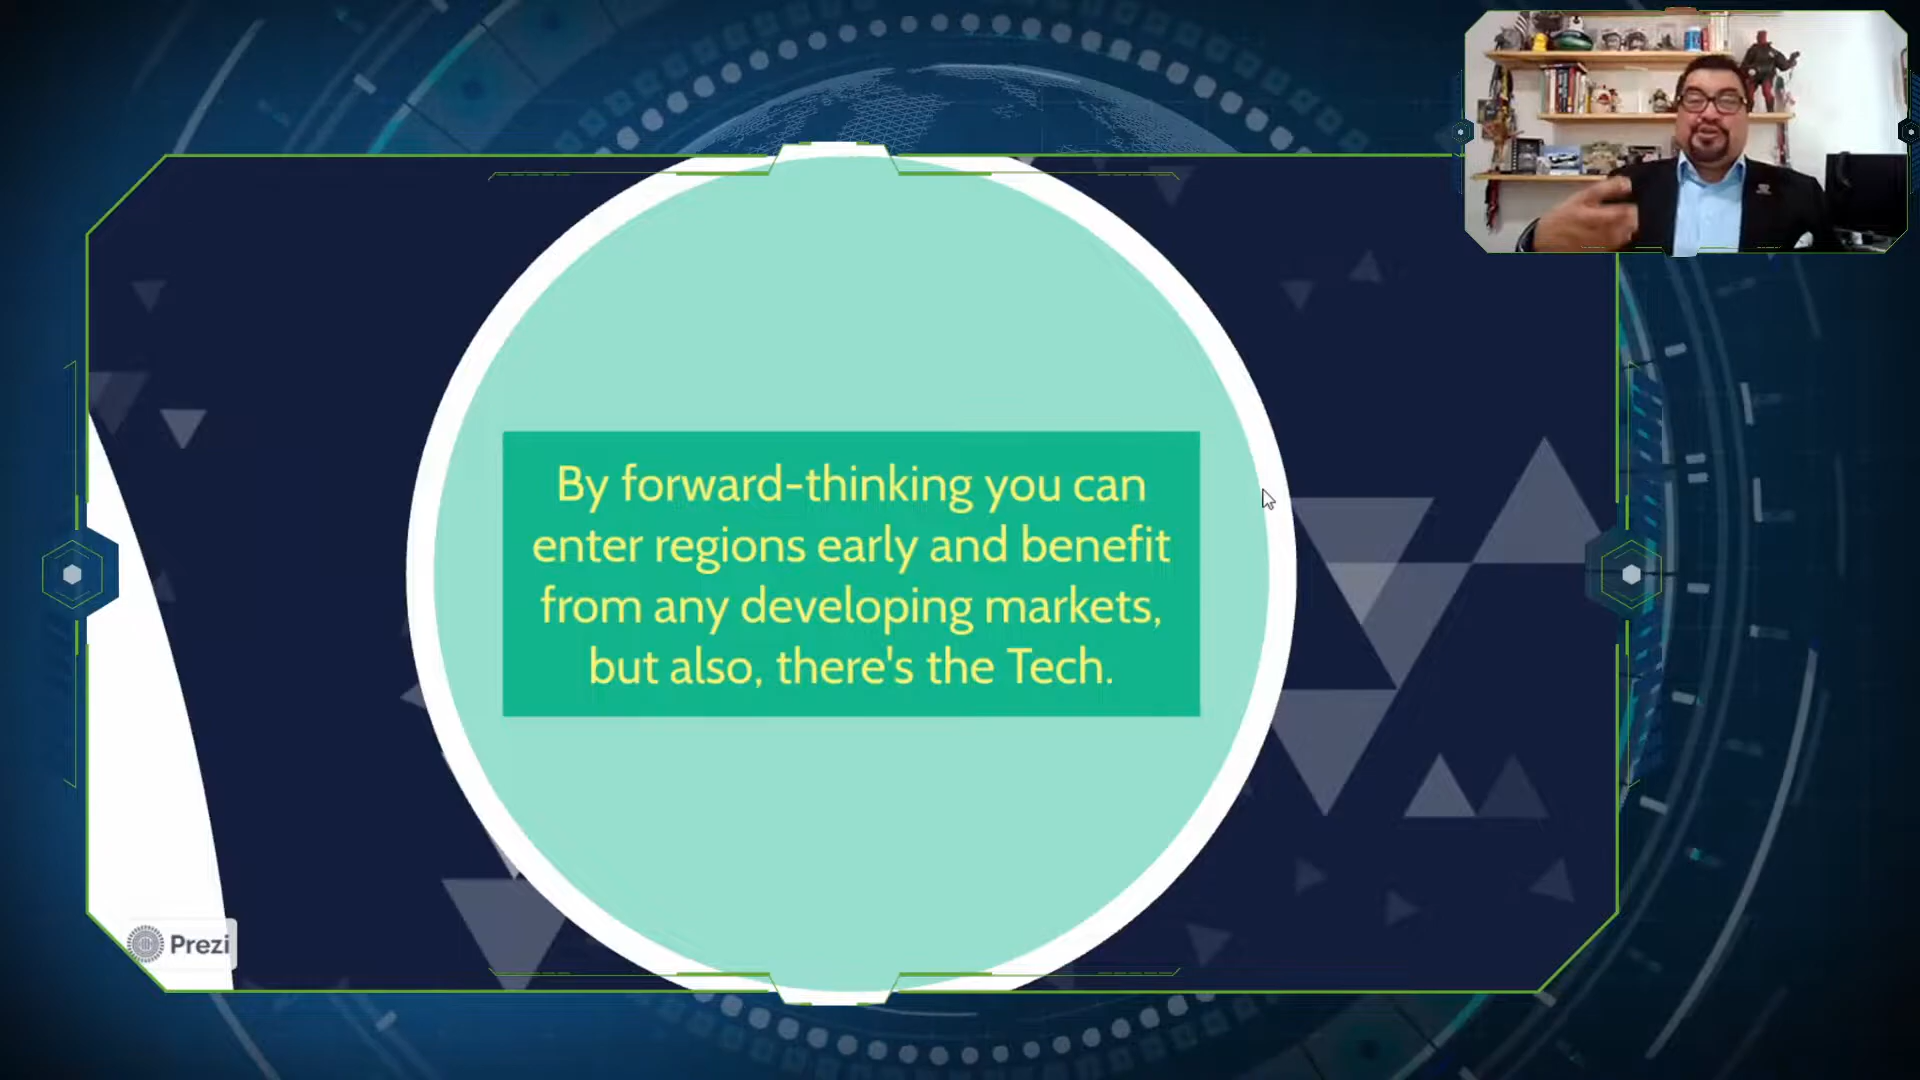 By forward-thinking you can
enter regions early and benefit
from any developing markets,
but also, there's the Tech.
Prezi